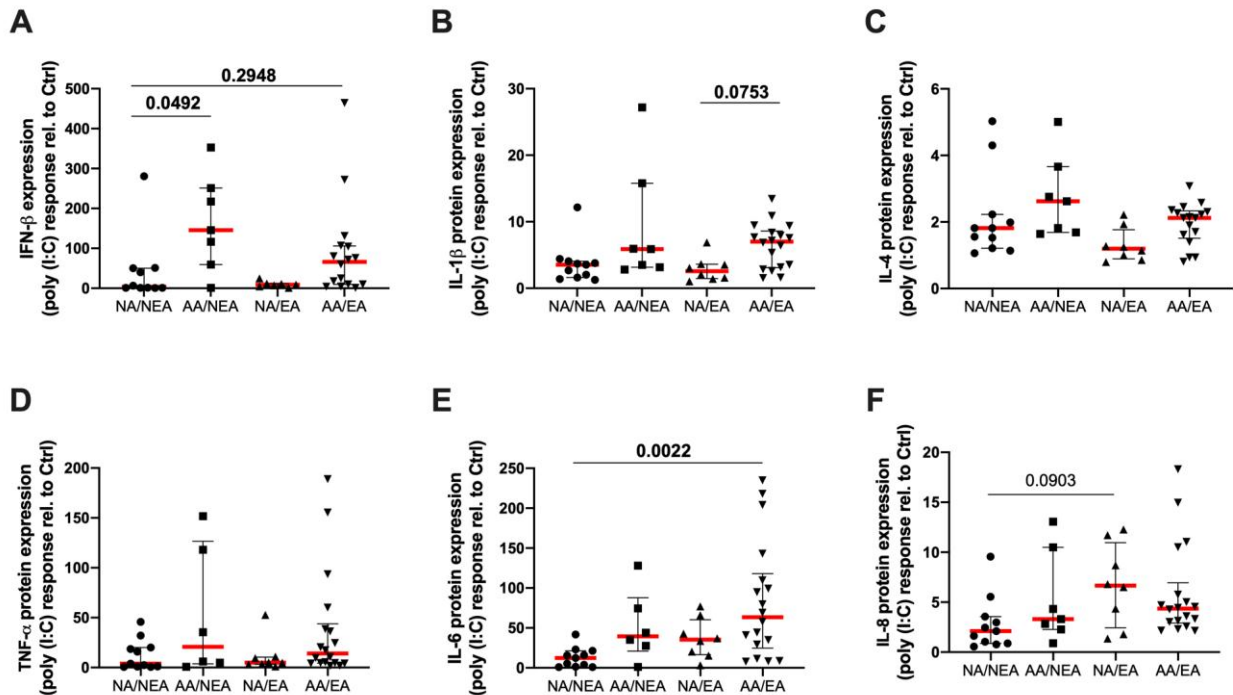 A
IFN-β expression
(poly (I:C) response rel. to Ctrl)
500
400
300
200
100
0
0.2948
0.0492
NA/NEA AA/NEA NA/EA AA/EA
B
IL-1β protein expression
(poly (I:C) response rel. to Ctrl)
30
20
10
0
0.0753
NA/NEA AA/NEA NA/EA AA/EA
C
IL-4 protein expression
(poly (I:C) response rel. to Ctrl)
6
4
2
0
NA/NEA AA/NEA NA/EA AA/EA
D
TNF-α protein expression
(poly (I:C) response rel. to Ctrl)
200
150
100
50
0
NA/NEA AA/NEA NA/EA AA/EA
E
IL-6 protein expression
(poly (I:C) response rel. to Ctrl)
250
200
150
100
50
0
0.0022
NA/NEA AA/NEA NA/EA AA/EA
F
IL-8 protein expression
(poly (I:C) response rel. to Ctrl)
20
15
10
5
0
0.0903
NA/NEA AA/NEA NA/EA AA/EA